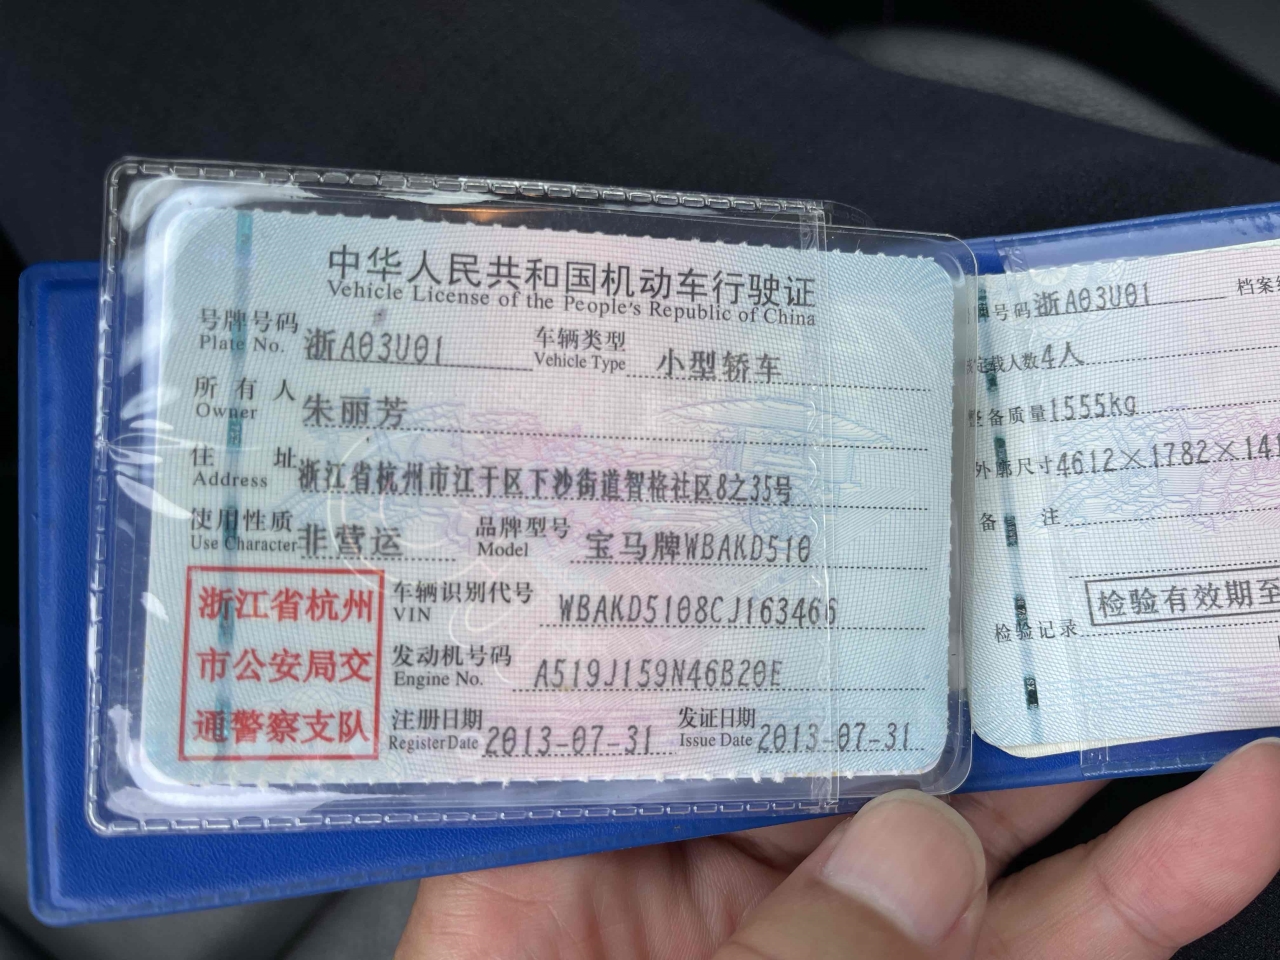 中华人民共和国机动车行驶证
Vehicle License of the People's Republic of China
号牌号码 浙A03U01 车辆类型 小型轿车
Plate No. Vehicle Type
所有人 朱丽芳
Owner
住址 浙江省杭州市江干区下沙街道智格社区8之35号
Address
使用性质 非营运 品牌型号 宝马牌WBAKD510
Use Character Model
浙江省杭州
市公安局交
通警察支队
车辆识别代号 WBAKD5108CJ163466
VIN
发动机号码 A519J159N46B20E
Engine No.
注册日期 2013-07-31 发证日期 2013-07-31
Register Date Issue Date
号码 浙A03U01 档案
载人数 4人
整备质量 1555kg
外廓尺寸 4612×1782×141
备注
检验有效期至
检验记录